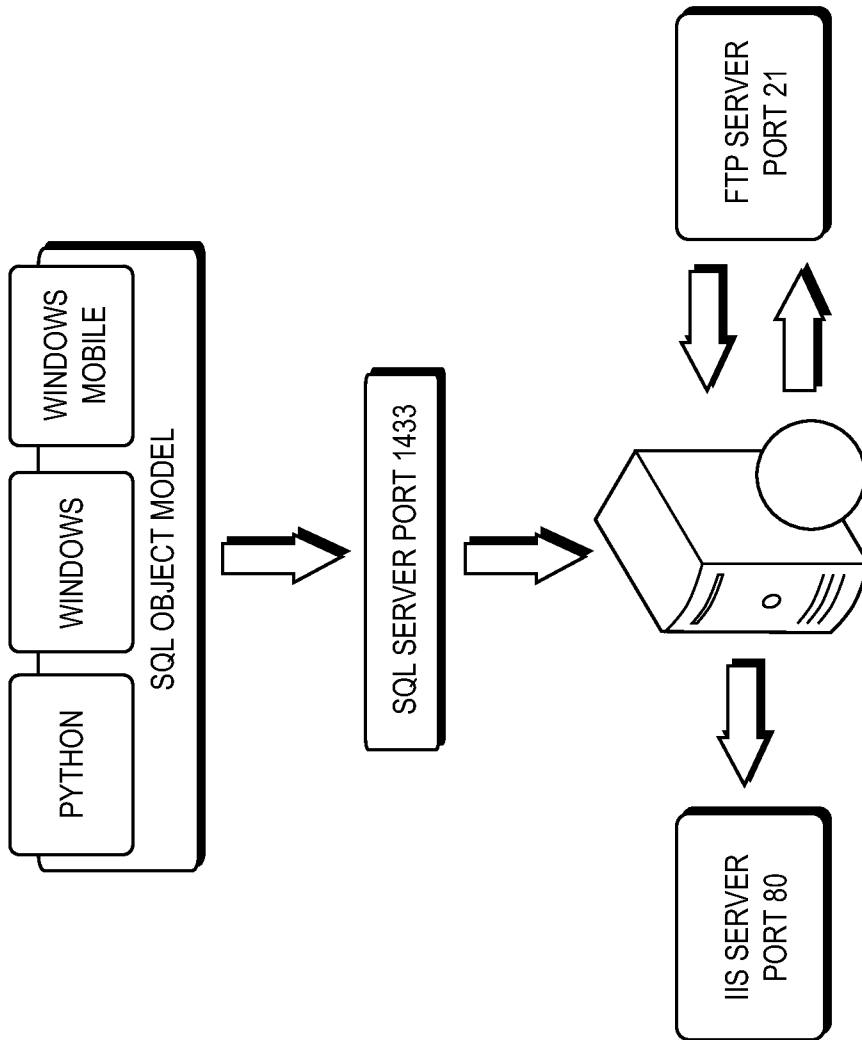 PYTHON
WINDOWS
WINDOWS
MOBILE
SQL OBJECT MODEL
SQL SERVER PORT 1433
IIS SERVER
PORT 80
FTP SERVER
PORT 21